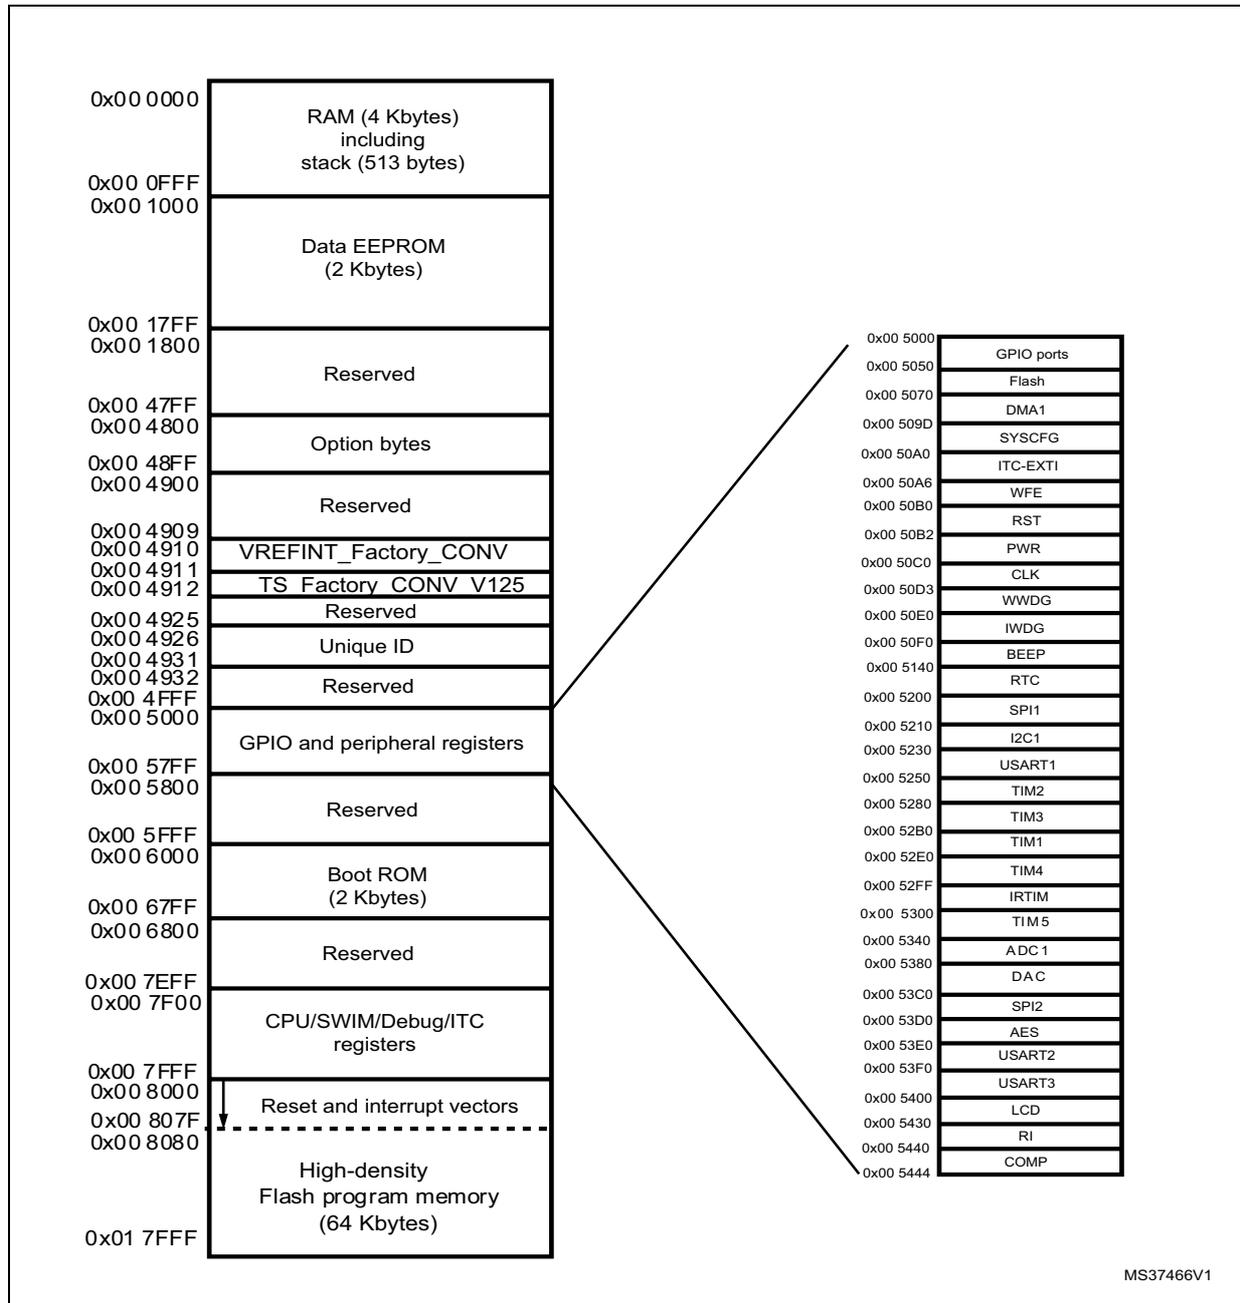 0x00 0000
RAM (4 Kbytes)
including
stack (513 bytes)
0x00 0FFF
0x00 1000
Data EEPROM
(2 Kbytes)
0x00 17FF
0x00 1800
Reserved
0x00 47FF
0x00 4800
Option bytes
0x00 48FF
0x00 4900
Reserved
0x00 4909
0x00 4910
VREFINT_Factory_CONV
0x00 4911
0x00 4912
TS_Factory_CONV_V125
Reserved
0x00 4925
0x00 4926
Unique ID
0x00 4931
0x00 4932
Reserved
0x00 4FFF
0x00 5000
GPIO and peripheral registers
0x00 57FF
0x00 5800
Reserved
0x00 5FFF
0x00 6000
Boot ROM
(2 Kbytes)
0x00 67FF
0x00 6800
Reserved
0x00 7EFF
0x00 7F00
CPU/SWIM/Debug/ITC
registers
0x00 7FFF
0x00 8000
Reset and interrupt vectors
0x00 807F
0x00 8080
High-density
Flash program memory
(64 Kbytes)
0x01 7FFF
0x00 5000
GPIO ports
0x00 5050
Flash
0x00 5070
DMA1
0x00 509D
SYSCFG
0x00 50A0
ITC-EXTI
0x00 50A6
WFE
0x00 50B0
RST
0x00 50B2
PWR
0x00 50C0
CLK
0x00 50D3
WWDG
0x00 50E0
IWDG
0x00 50F0
BEEP
0x00 5140
RTC
0x00 5200
SPI1
0x00 5210
I2C1
0x00 5230
USART1
0x00 5250
TIM2
0x00 5280
TIM3
0x00 52B0
TIM1
0x00 52E0
TIM4
0x00 52FF
IRTIM
0x00 5300
TIM5
0x00 5340
ADC1
0x00 5380
DAC
0x00 53C0
SPI2
0x00 53D0
AES
0x00 53E0
USART2
0x00 53F0
USART3
0x00 5400
LCD
0x00 5430
RI
0x00 5440
COMP
0x00 5444
MS37466V1